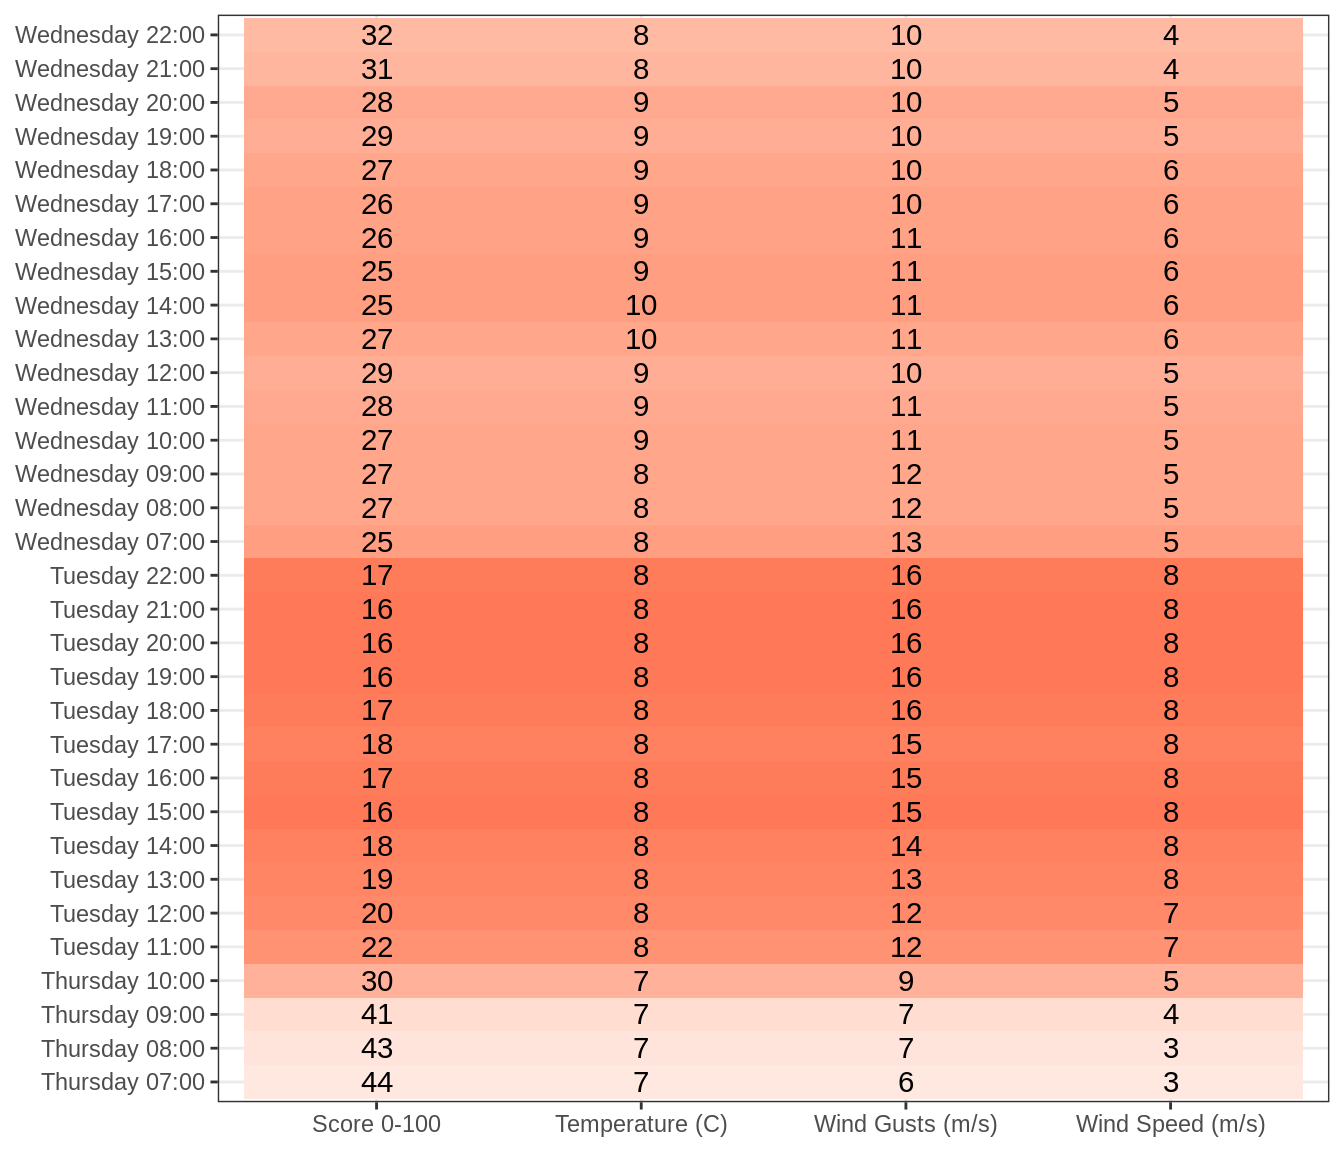 Wednesday 22:00 32 8 10 4
Wednesday 21:00 31 8 10 4
Wednesday 20:00 28 9 10 5
Wednesday 19:00 29 9 10 5
Wednesday 18:00 27 9 10 6
Wednesday 17:00 26 9 10 6
Wednesday 16:00 26 9 11 6
Wednesday 15:00 25 9 11 6
Wednesday 14:00 25 10 11 6
Wednesday 13:00 27 10 11 6
Wednesday 12:00 29 9 10 5
Wednesday 11:00 28 9 11 5
Wednesday 10:00 27 9 11 5
Wednesday 09:00 27 8 12 5
Wednesday 08:00 27 8 12 5
Wednesday 07:00 25 8 13 5
Tuesday 22:00 17 8 16 8
Tuesday 21:00 16 8 16 8
Tuesday 20:00 16 8 16 8
Tuesday 19:00 16 8 16 8
Tuesday 18:00 17 8 16 8
Tuesday 17:00 18 8 15 8
Tuesday 16:00 17 8 15 8
Tuesday 15:00 16 8 15 8
Tuesday 14:00 18 8 14 8
Tuesday 13:00 19 8 13 8
Tuesday 12:00 20 8 12 7
Tuesday 11:00 22 8 12 7
Thursday 10:00 30 7 9 5
Thursday 09:00 41 7 7 4
Thursday 08:00 43 7 7 3
Thursday 07:00 44 7 6 3
Score 0-100 Temperature (C) Wind Gusts (m/s) Wind Speed (m/s)